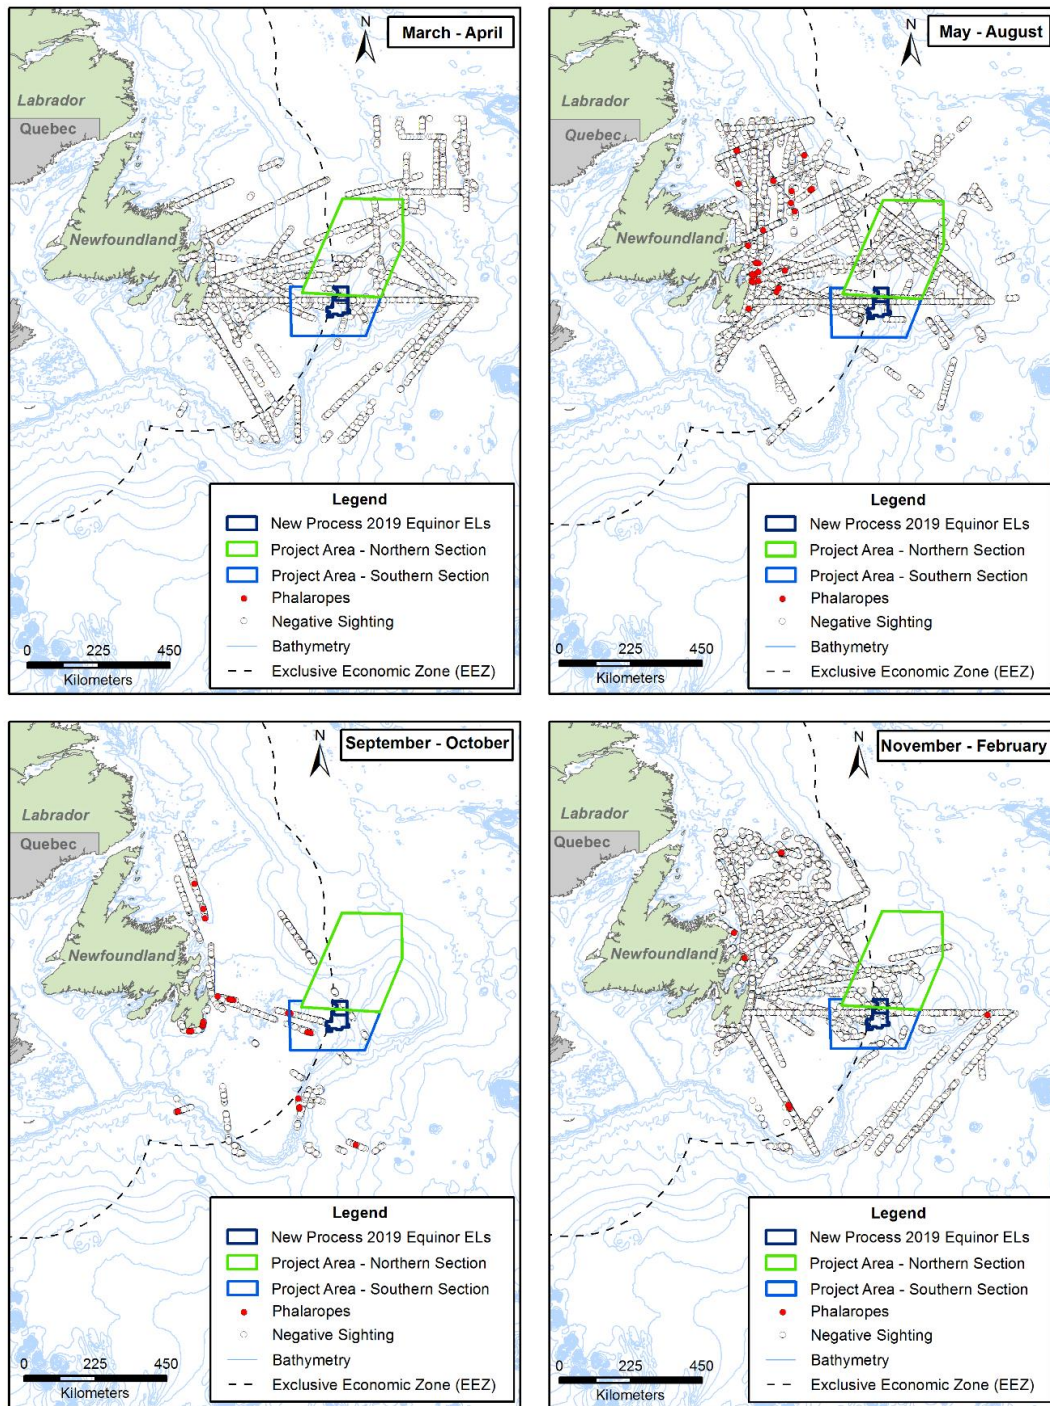 March - April
N
Labrador
Quebec
Newfoundland
Legend
New Process 2019 Equinor ELs
Project Area - Northern Section
Project Area - Southern Section
Phalaropes
Negative Sighting
Bathymetry
Exclusive Economic Zone (EEZ)
0 225 450
Kilometers
May - August
N
Labrador
Quebec
Newfoundland
Legend
New Process 2019 Equinor ELs
Project Area - Northern Section
Project Area - Southern Section
Phalaropes
Negative Sighting
Bathymetry
Exclusive Economic Zone (EEZ)
0 225 450
Kilometers
September - October
N
Labrador
Quebec
Newfoundland
Legend
New Process 2019 Equinor ELs
Project Area - Northern Section
Project Area - Southern Section
Phalaropes
Negative Sighting
Bathymetry
Exclusive Economic Zone (EEZ)
0 225 450
Kilometers
November - February
N
Labrador
Quebec
Newfoundland
Legend
New Process 2019 Equinor ELs
Project Area - Northern Section
Project Area - Southern Section
Phalaropes
Negative Sighting
Bathymetry
Exclusive Economic Zone (EEZ)
0 225 450
Kilometers